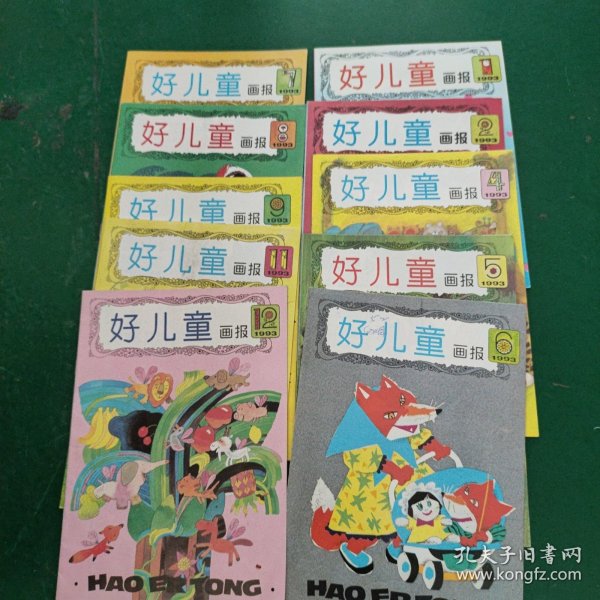 好儿童 画报 7 1993
好儿童 画报 8 1993
好儿童 画报 9 1993
好儿童 画报 11 1993
好儿童 画报 12 1993
HAO ER TONG
好儿童 画报 1 1993
好儿童 画报 2 1993
好儿童 画报 4 1993
好儿童 画报 5 1993
好儿童 画报 6 1993
HAO ER TO
孔夫子旧书网
www.kongfz.com